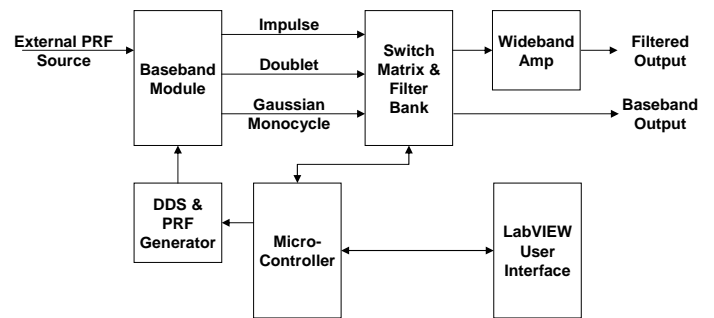 External PRF
Source
Baseband
Module
Impulse
Doublet
Gaussian
Monocycle
Switch
Matrix &
Filter
Bank
Wideband
Amp
Filtered
Output
Baseband
Output
DDS &
PRF
Generator
Micro-
Controller
LabVIEW
User
Interface